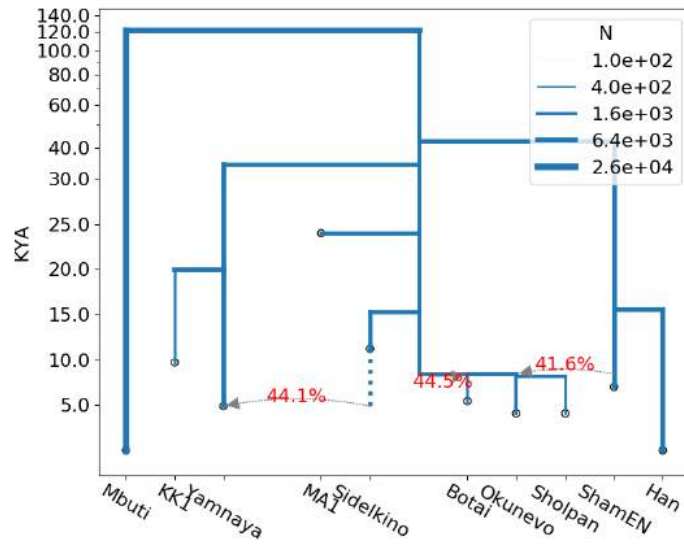 140.0
120.0
100.0
80.0
60.0
40.0
30.0
25.0
20.0
15.0
10.0
5.0
KYA
N
1.0e+02
4.0e+02
1.6e+03
6.4e+03
2.6e+04
44.1%
44.5%
41.6%
Mbuti
KK1
Yamnaya
MA1
Sidelkino
Botai
Okunevo
Sholpan
ShamEN
Han